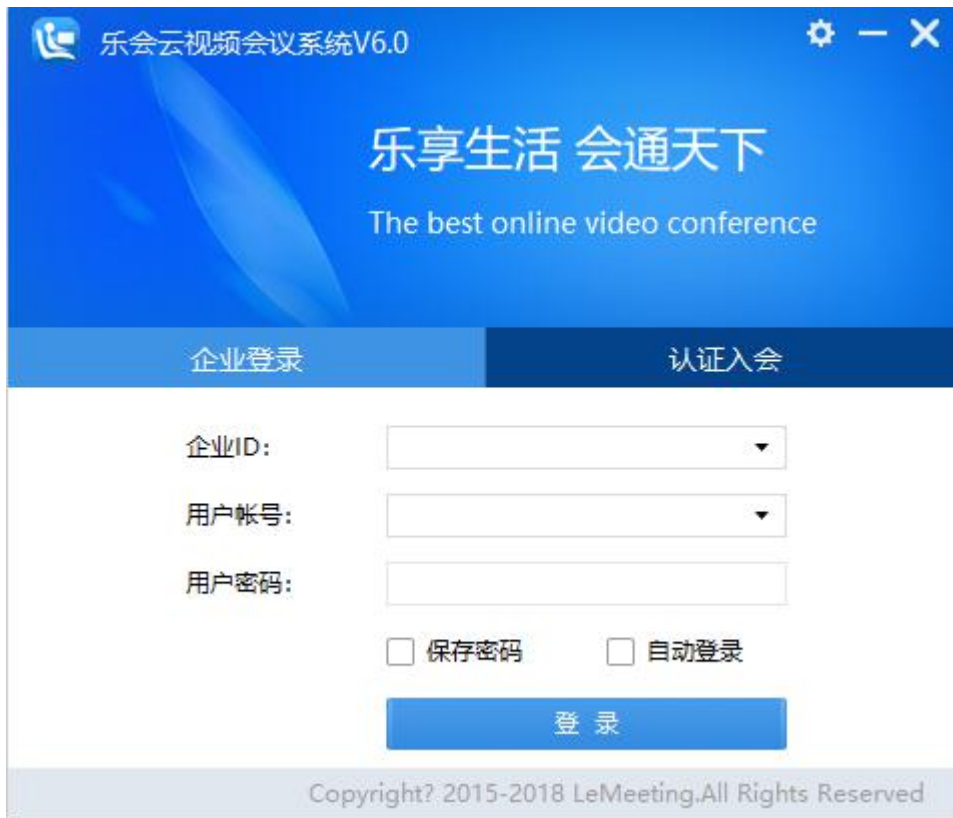 乐会云视频会议系统V6.0
乐享生活 会通天下
The best online video conference
企业登录 认证入会
企业ID:
用户帐号:
用户密码:
保存密码 自动登录
登 录
Copyright? 2015-2018 LeMeeting.All Rights Reserved